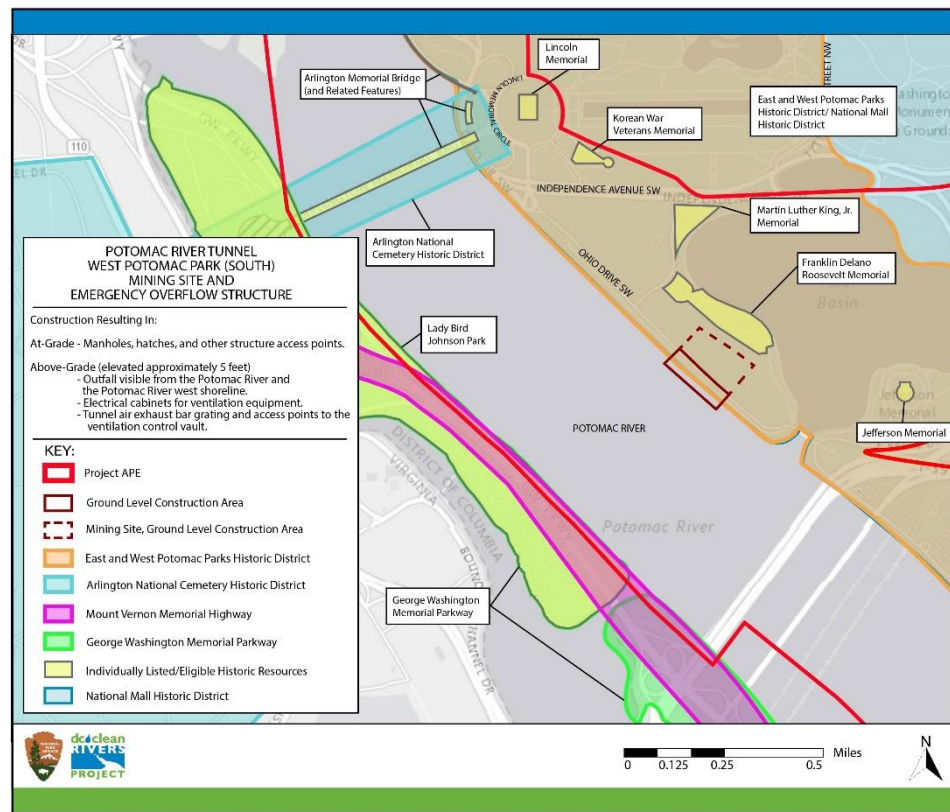 Lincoln
Memorial
Arlington Memorial Bridge
(and Related Features)
LINCOLN MEMORIAL CIRCLE
Korean War
Veterans Memorial
East and West Potomac Parks
Historic District/ National Mall
Historic District
STREET NW
GW PKWY
110
INDEPENDENCE AVENUE SW
Martin Luther King, Jr.
Memorial
Arlington National
Cemetery Historic District
OHIO DRIVE SW
Franklin Delano
Roosevelt Memorial
Basin
POTOMAC RIVER TUNNEL
WEST POTOMAC PARK (SOUTH)
MINING SITE AND
EMERGENCY OVERFLOW STRUCTURE
Construction Resulting In:
At-Grade - Manholes, hatches, and other structure access points.
Above-Grade (elevated approximately 5 feet)
- Outfall visible from the Potomac River and
the Potomac River west shoreline.
- Electrical cabinets for ventilation equipment.
- Tunnel air exhaust bar grating and access points to the
ventilation control vault.
KEY:
Project APE
Ground Level Construction Area
Mining Site, Ground Level Construction Area
East and West Potomac Parks Historic District
Arlington National Cemetery Historic District
Mount Vernon Memorial Highway
George Washington Memorial Parkway
Individually Listed/Eligible Historic Resources
National Mall Historic District
Lady Bird
Johnson Park
POTOMAC RIVER
Jefferson Memorial
Potomac River
DISTRICT OF COLUMBIA
VIRGINIA
George Washington
Memorial Parkway
CHANNEL DR
NATIONAL
PARK
SERVICE
dc clean
RIVERS
PROJECT
0 0.125 0.25 0.5 Miles
N